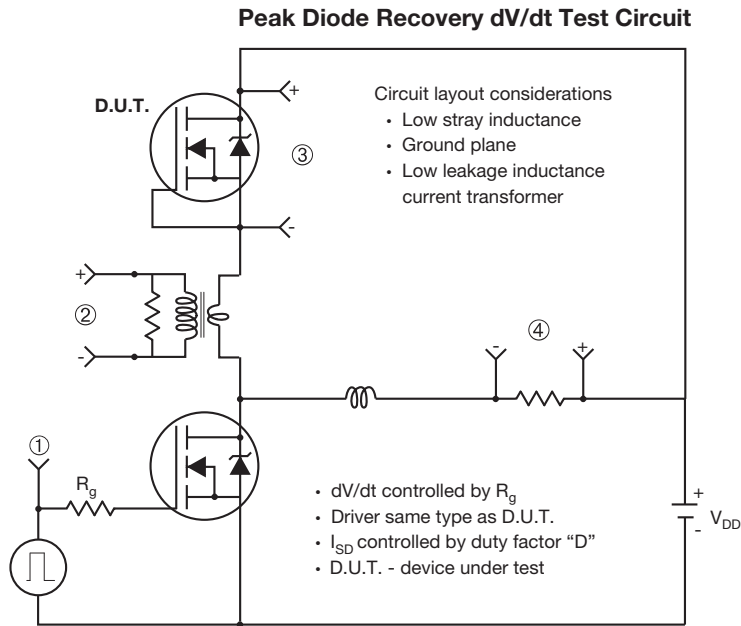 Peak Diode Recovery dV/dt Test Circuit
D.U.T.
+
Circuit layout considerations
• Low stray inductance
• Ground plane
• Low leakage inductance
current transformer
③
-
+
②
-
-
④
+
①
R_g
• dV/dt controlled by R_g
• Driver same type as D.U.T.
• I_SD controlled by duty factor “D”
• D.U.T. - device under test
+
V_DD
-